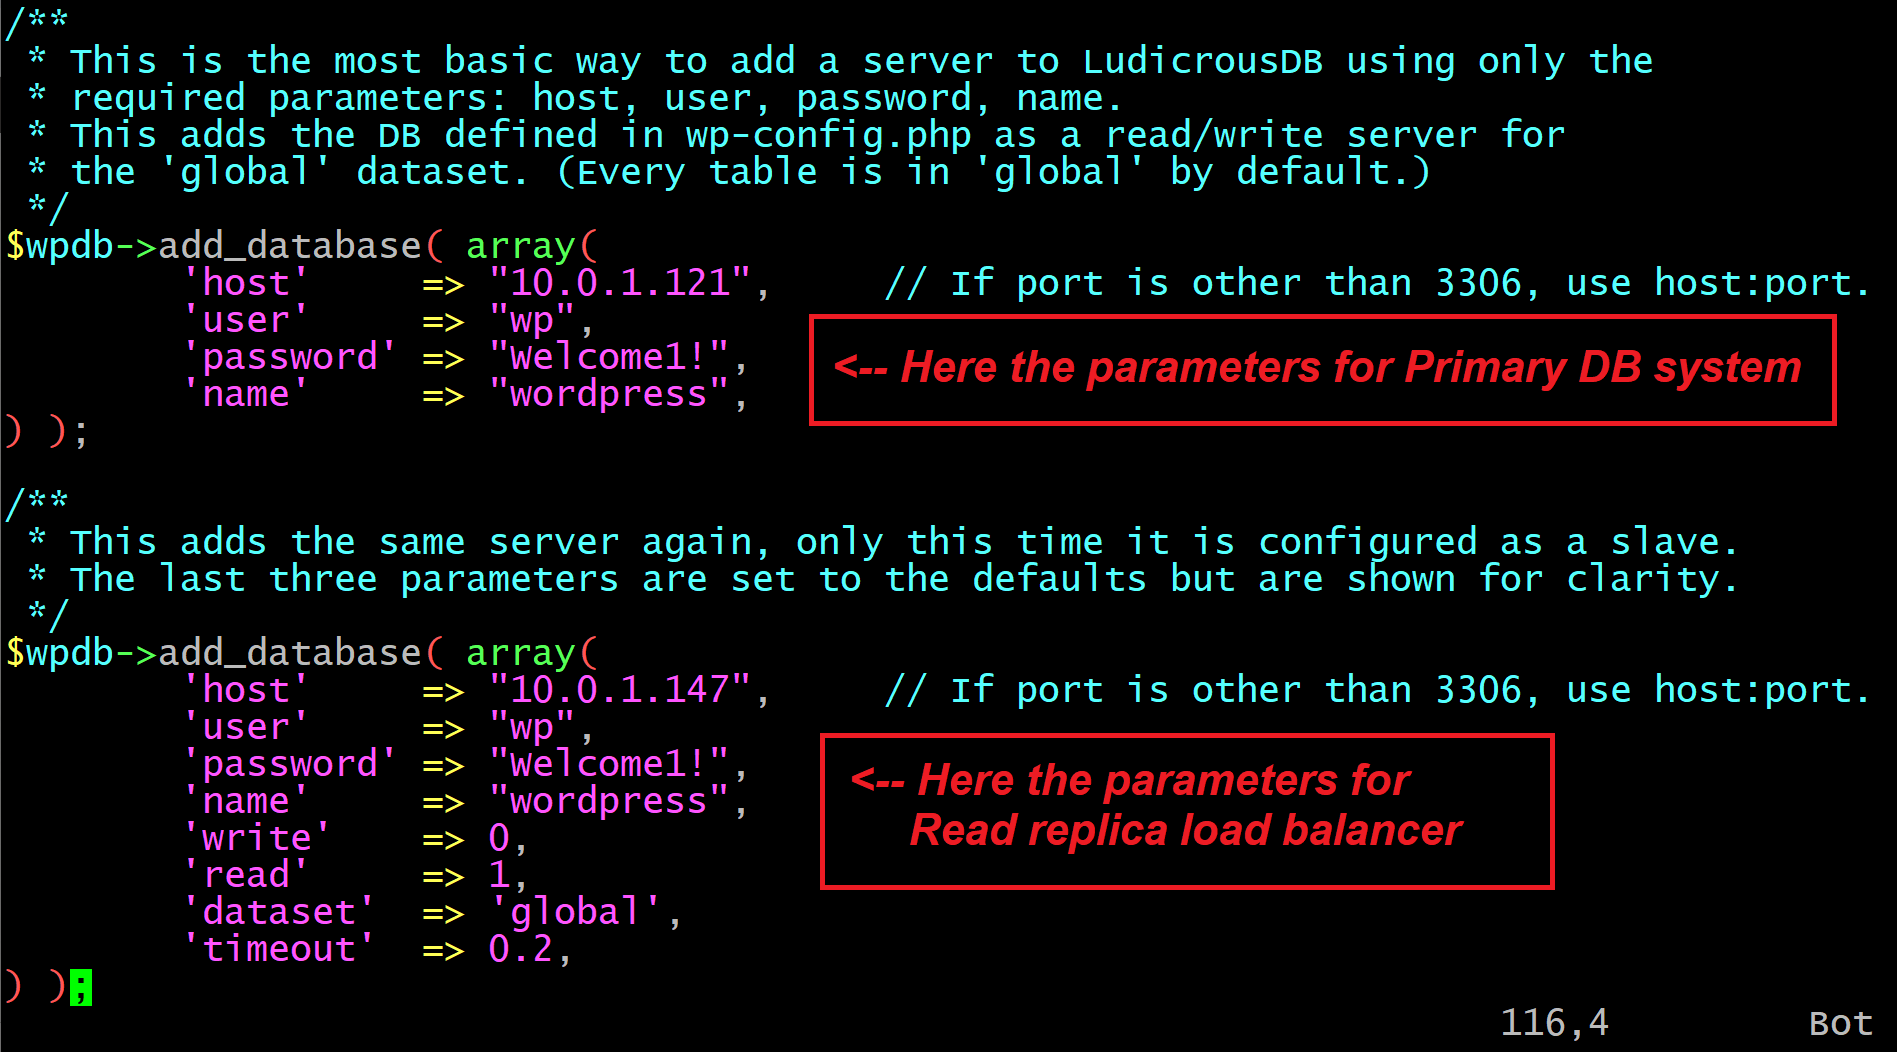 /**
 * This is the most basic way to add a server to LudicrousDB using only the
 * required parameters: host, user, password, name.
 * This adds the DB defined in wp-config.php as a read/write server for
 * the 'global' dataset. (Every table is in 'global' by default.)
 */
$wpdb->add_database( array(
        'host'     => "10.0.1.121",     // If port is other than 3306, use host:port.
        'user'     => "wp",
        'password' => "Welcome1!",
        'name'     => "wordpress",
<-- Here the parameters for Primary DB system
) );
/**
 * This adds the same server again, only this time it is configured as a slave.
 * The last three parameters are set to the defaults but are shown for clarity.
 */
$wpdb->add_database( array(
        'host'     => "10.0.1.147",     // If port is other than 3306, use host:port.
        'user'     => "wp",
        'password' => "Welcome1!",
        'name'     => "wordpress",
        'write'    => 0,
        'read'     => 1,
        'dataset'  => 'global',
        'timeout'  => 0.2,
<-- Here the parameters for
Read replica load balancer
) );
116,4 Bot